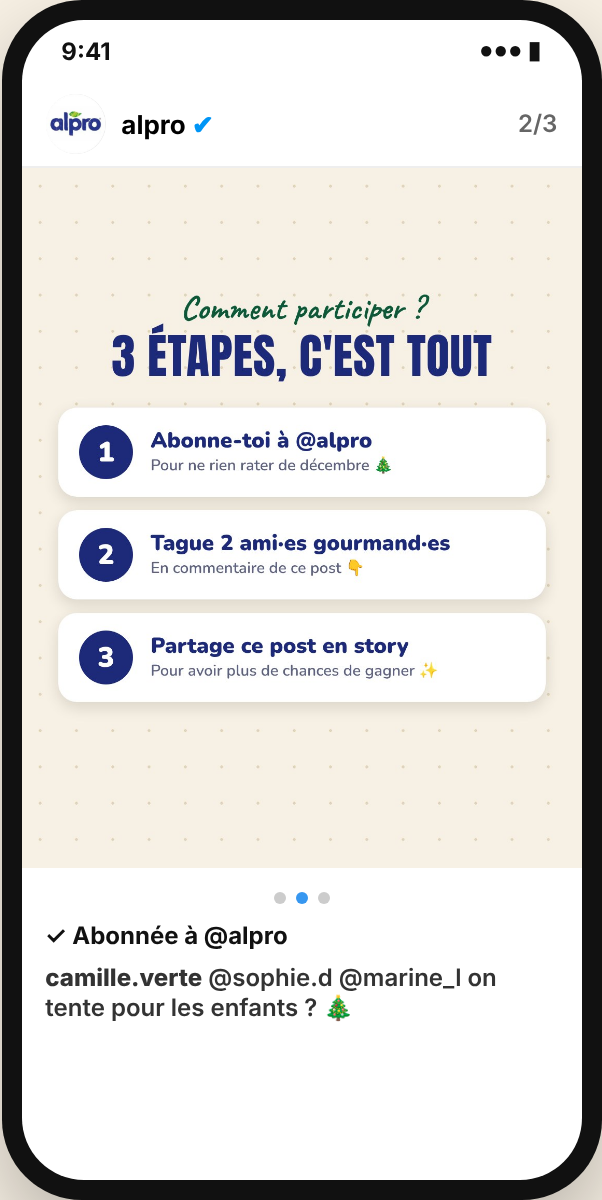 9:41
alpro
alpro ✔
2/3
Comment participer ?
3 ÉTAPES, C'EST TOUT
1
Abonne-toi à @alpro
Pour ne rien rater de décembre 🎄
2
Tague 2 ami·es gourmand·es
En commentaire de ce post 👇
3
Partage ce post en story
Pour avoir plus de chances de gagner ✨
✓ Abonnée à @alpro
camille.verte @sophie.d @marine_l on
tente pour les enfants ? 🎄